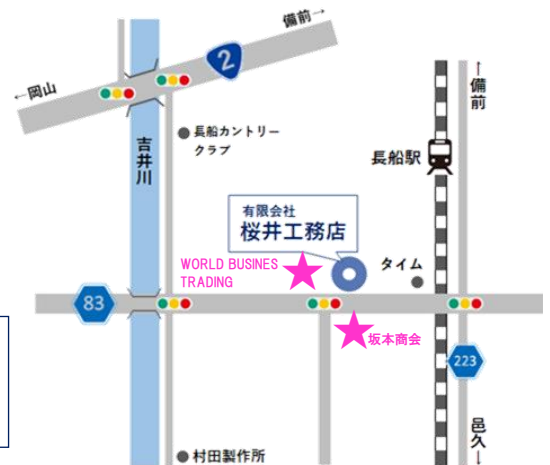 備前→
2
←岡山
長船カントリー
クラブ
吉井川
↑備前
長船駅
有限会社
桜井工務店
WORLD BUSINES
TRADING
タイム
83
坂本商会
223
邑久↓
村田製作所